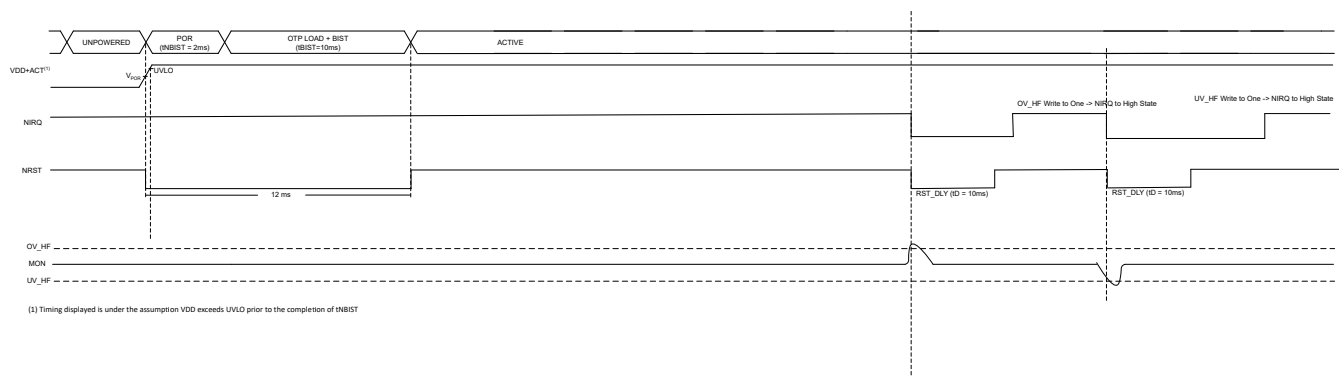 UNPOWERED
POR
(tNBIST = 2ms)
OTP LOAD + BIST
(tBIST=10ms)
ACTIVE
VDD+ACT(1)
VPOR
UVLO
OV_HF Write to One -> NIRQ to High State
UV_HF Write to One -> NIRQ to High State
NIRQ
NRST
12 ms
RST_DLY (tD = 10ms)
RST_DLY (tD = 10ms)
OV_HF
MON
UV_HF
(1) Timing displayed is under the assumption VDD exceeds UVLO prior to the completion of tNBIST